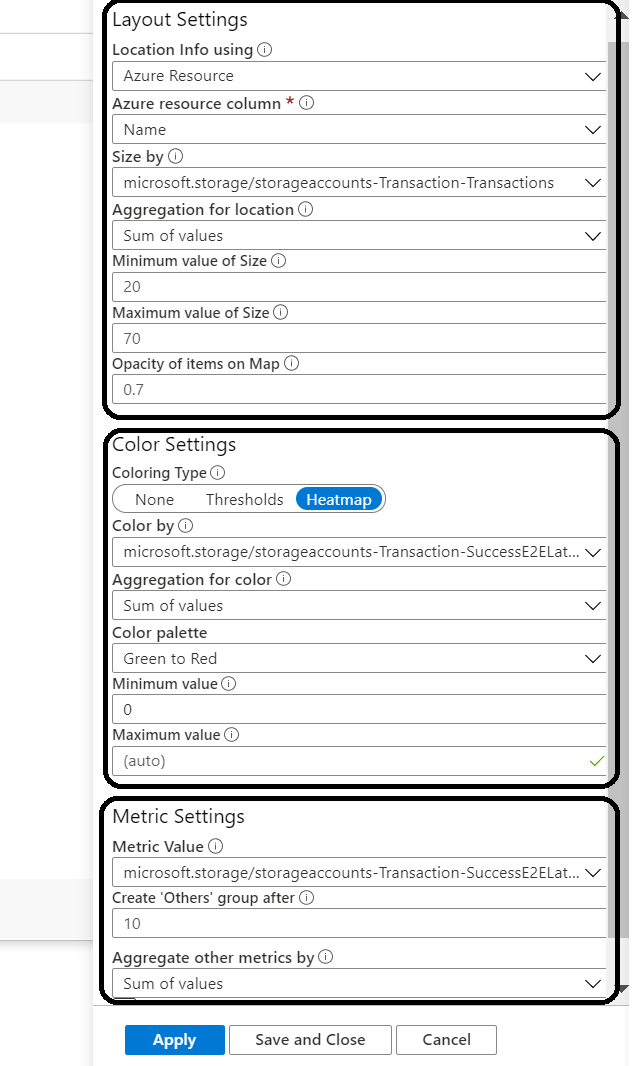 Layout Settings
Location Info using
Azure Resource
Azure resource column *
Name
Size by
microsoft.storage/storageaccounts-Transaction-Transactions
Aggregation for location
Sum of values
Minimum value of Size
20
Maximum value of Size
70
Opacity of items on Map
0.7
Color Settings
Coloring Type
None Thresholds Heatmap
Color by
microsoft.storage/storageaccounts-Transaction-SuccessE2ELat...
Aggregation for color
Sum of values
Color palette
Green to Red
Minimum value
0
Maximum value
(auto)
Metric Settings
Metric Value
microsoft.storage/storageaccounts-Transaction-SuccessE2ELat...
Create 'Others' group after
10
Aggregate other metrics by
Sum of values
Apply Save and Close Cancel